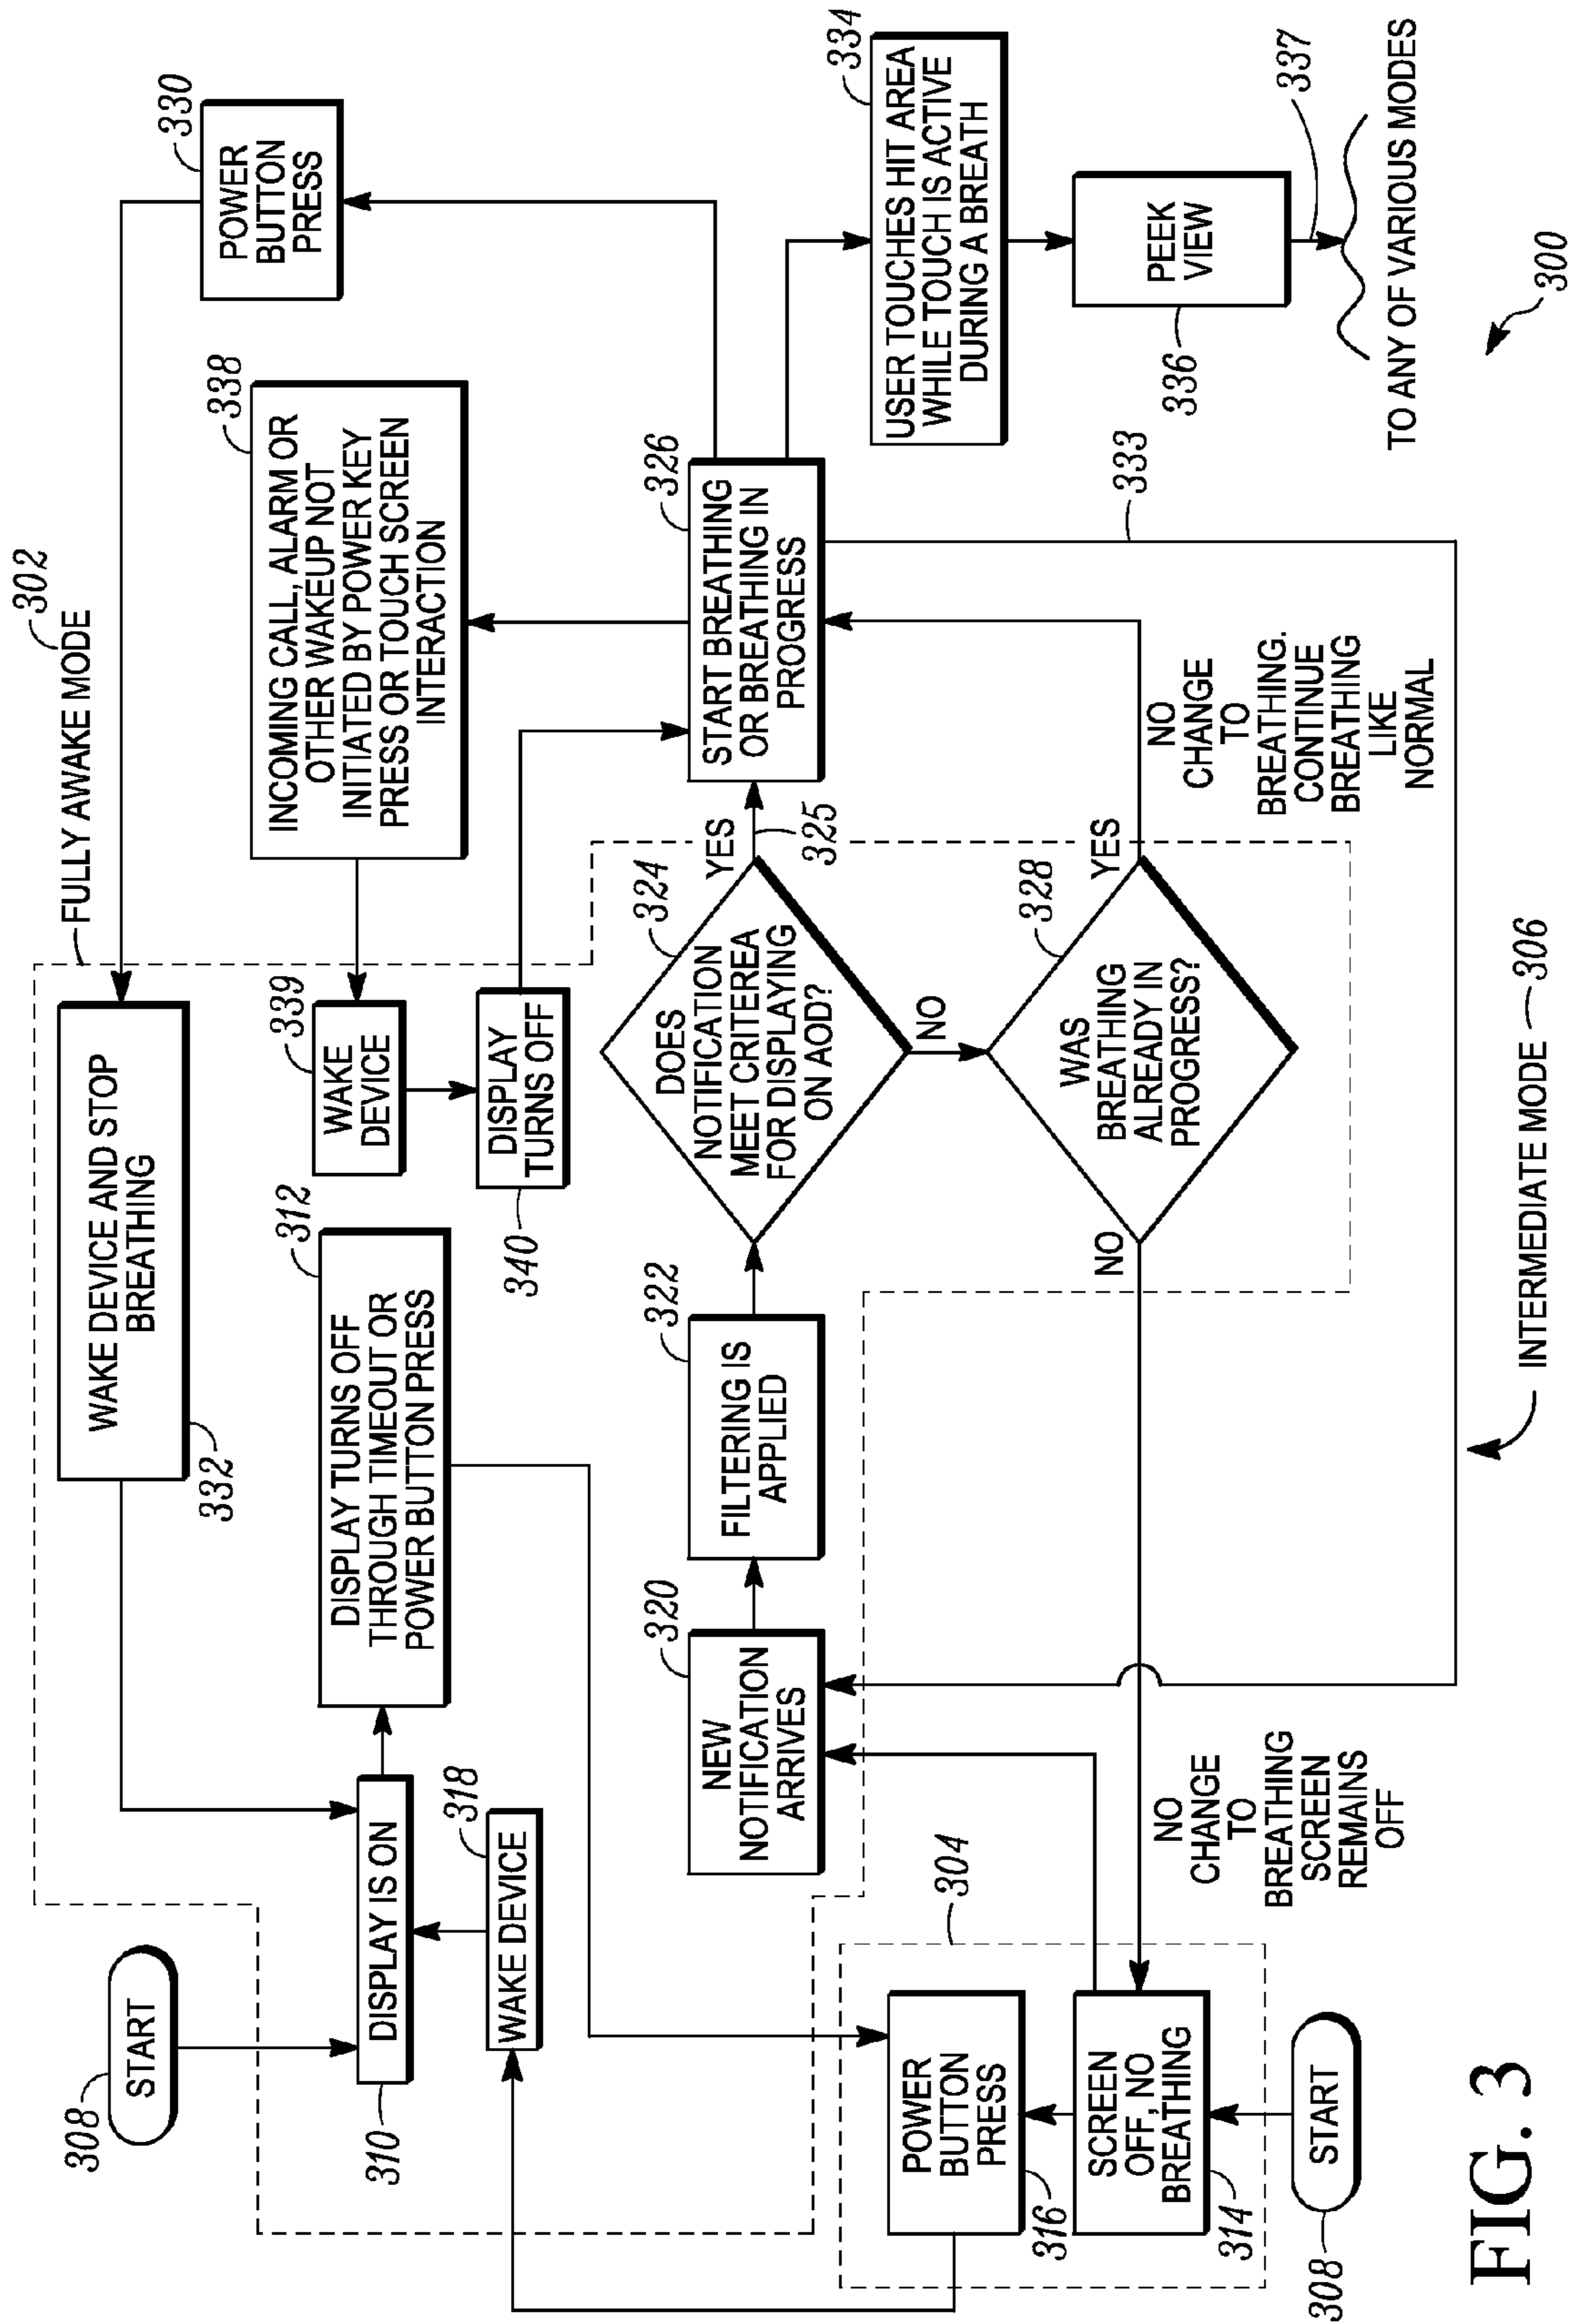 302
FULLY AWAKE MODE
308
START
310
DISPLAY IS ON
318
WAKE DEVICE
332
WAKE DEVICE AND STOP
BREATHING
312
DISPLAY TURNS OFF
THROUGH TIMEOUT OR
POWER BUTTON PRESS
339
WAKE
DEVICE
340
DISPLAY
TURNS OFF
338
INCOMING CALL, ALARM OR
OTHER WAKEUP NOT
INITIATED BY POWER KEY
PRESS OR TOUCH SCREEN
INTERACTION
330
POWER
BUTTON
PRESS
304
316
POWER
BUTTON
PRESS
314
SCREEN
OFF, NO
BREATHING
308
START
320
NEW
NOTIFICATION
ARRIVES
322
FILTERING IS
APPLIED
324
DOES
NOTIFICATION
MEET CRITEREA
FOR DISPLAYING
ON AOD?
YES
325
NO
328
WAS
BREATHING
ALREADY IN
PROGRESS?
YES
NO
NO
CHANGE
TO
BREATHING
SCREEN
REMAINS
OFF
NO
CHANGE
TO
BREATHING.
CONTINUE
BREATHING
LIKE
NORMAL
326
START BREATHING
OR BREATHING IN
PROGRESS
333
334
USER TOUCHES HIT AREA
WHILE TOUCH IS ACTIVE
DURING A BREATH
336
PEEK
VIEW
337
TO ANY OF VARIOUS MODES
INTERMEDIATE MODE 306
300
FIG. 3